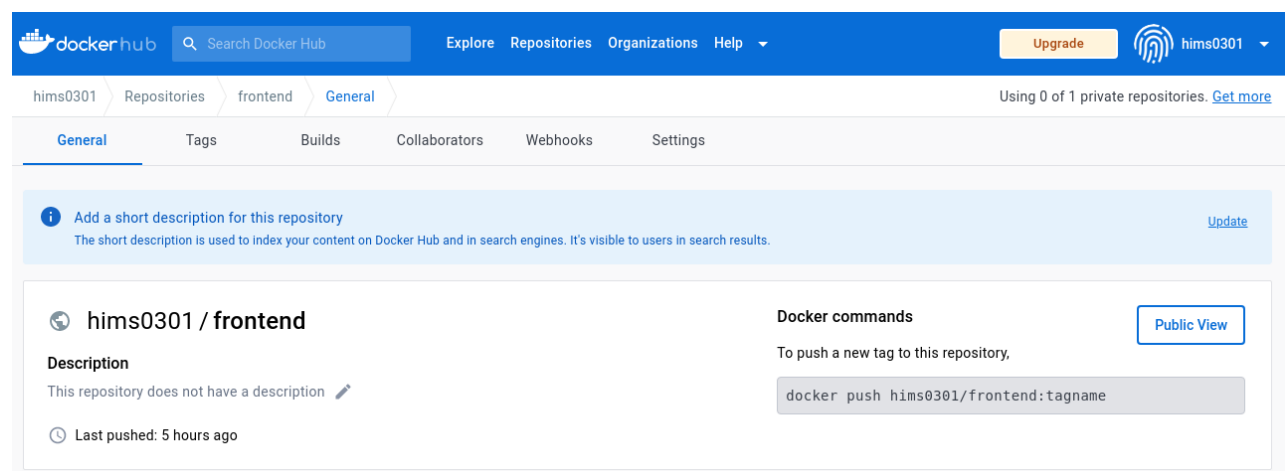 dockerhub Search Docker Hub Explore Repositories Organizations Help Upgrade hims0301
hims0301 Repositories frontend General Using 0 of 1 private repositories. Get more
General Tags Builds Collaborators Webhooks Settings
Add a short description for this repository
Update
The short description is used to index your content on Docker Hub and in search engines. It's visible to users in search results.
hims0301 / frontend
Description
This repository does not have a description
Last pushed: 5 hours ago
Docker commands
Public View
To push a new tag to this repository,
docker push hims0301/frontend:tagname